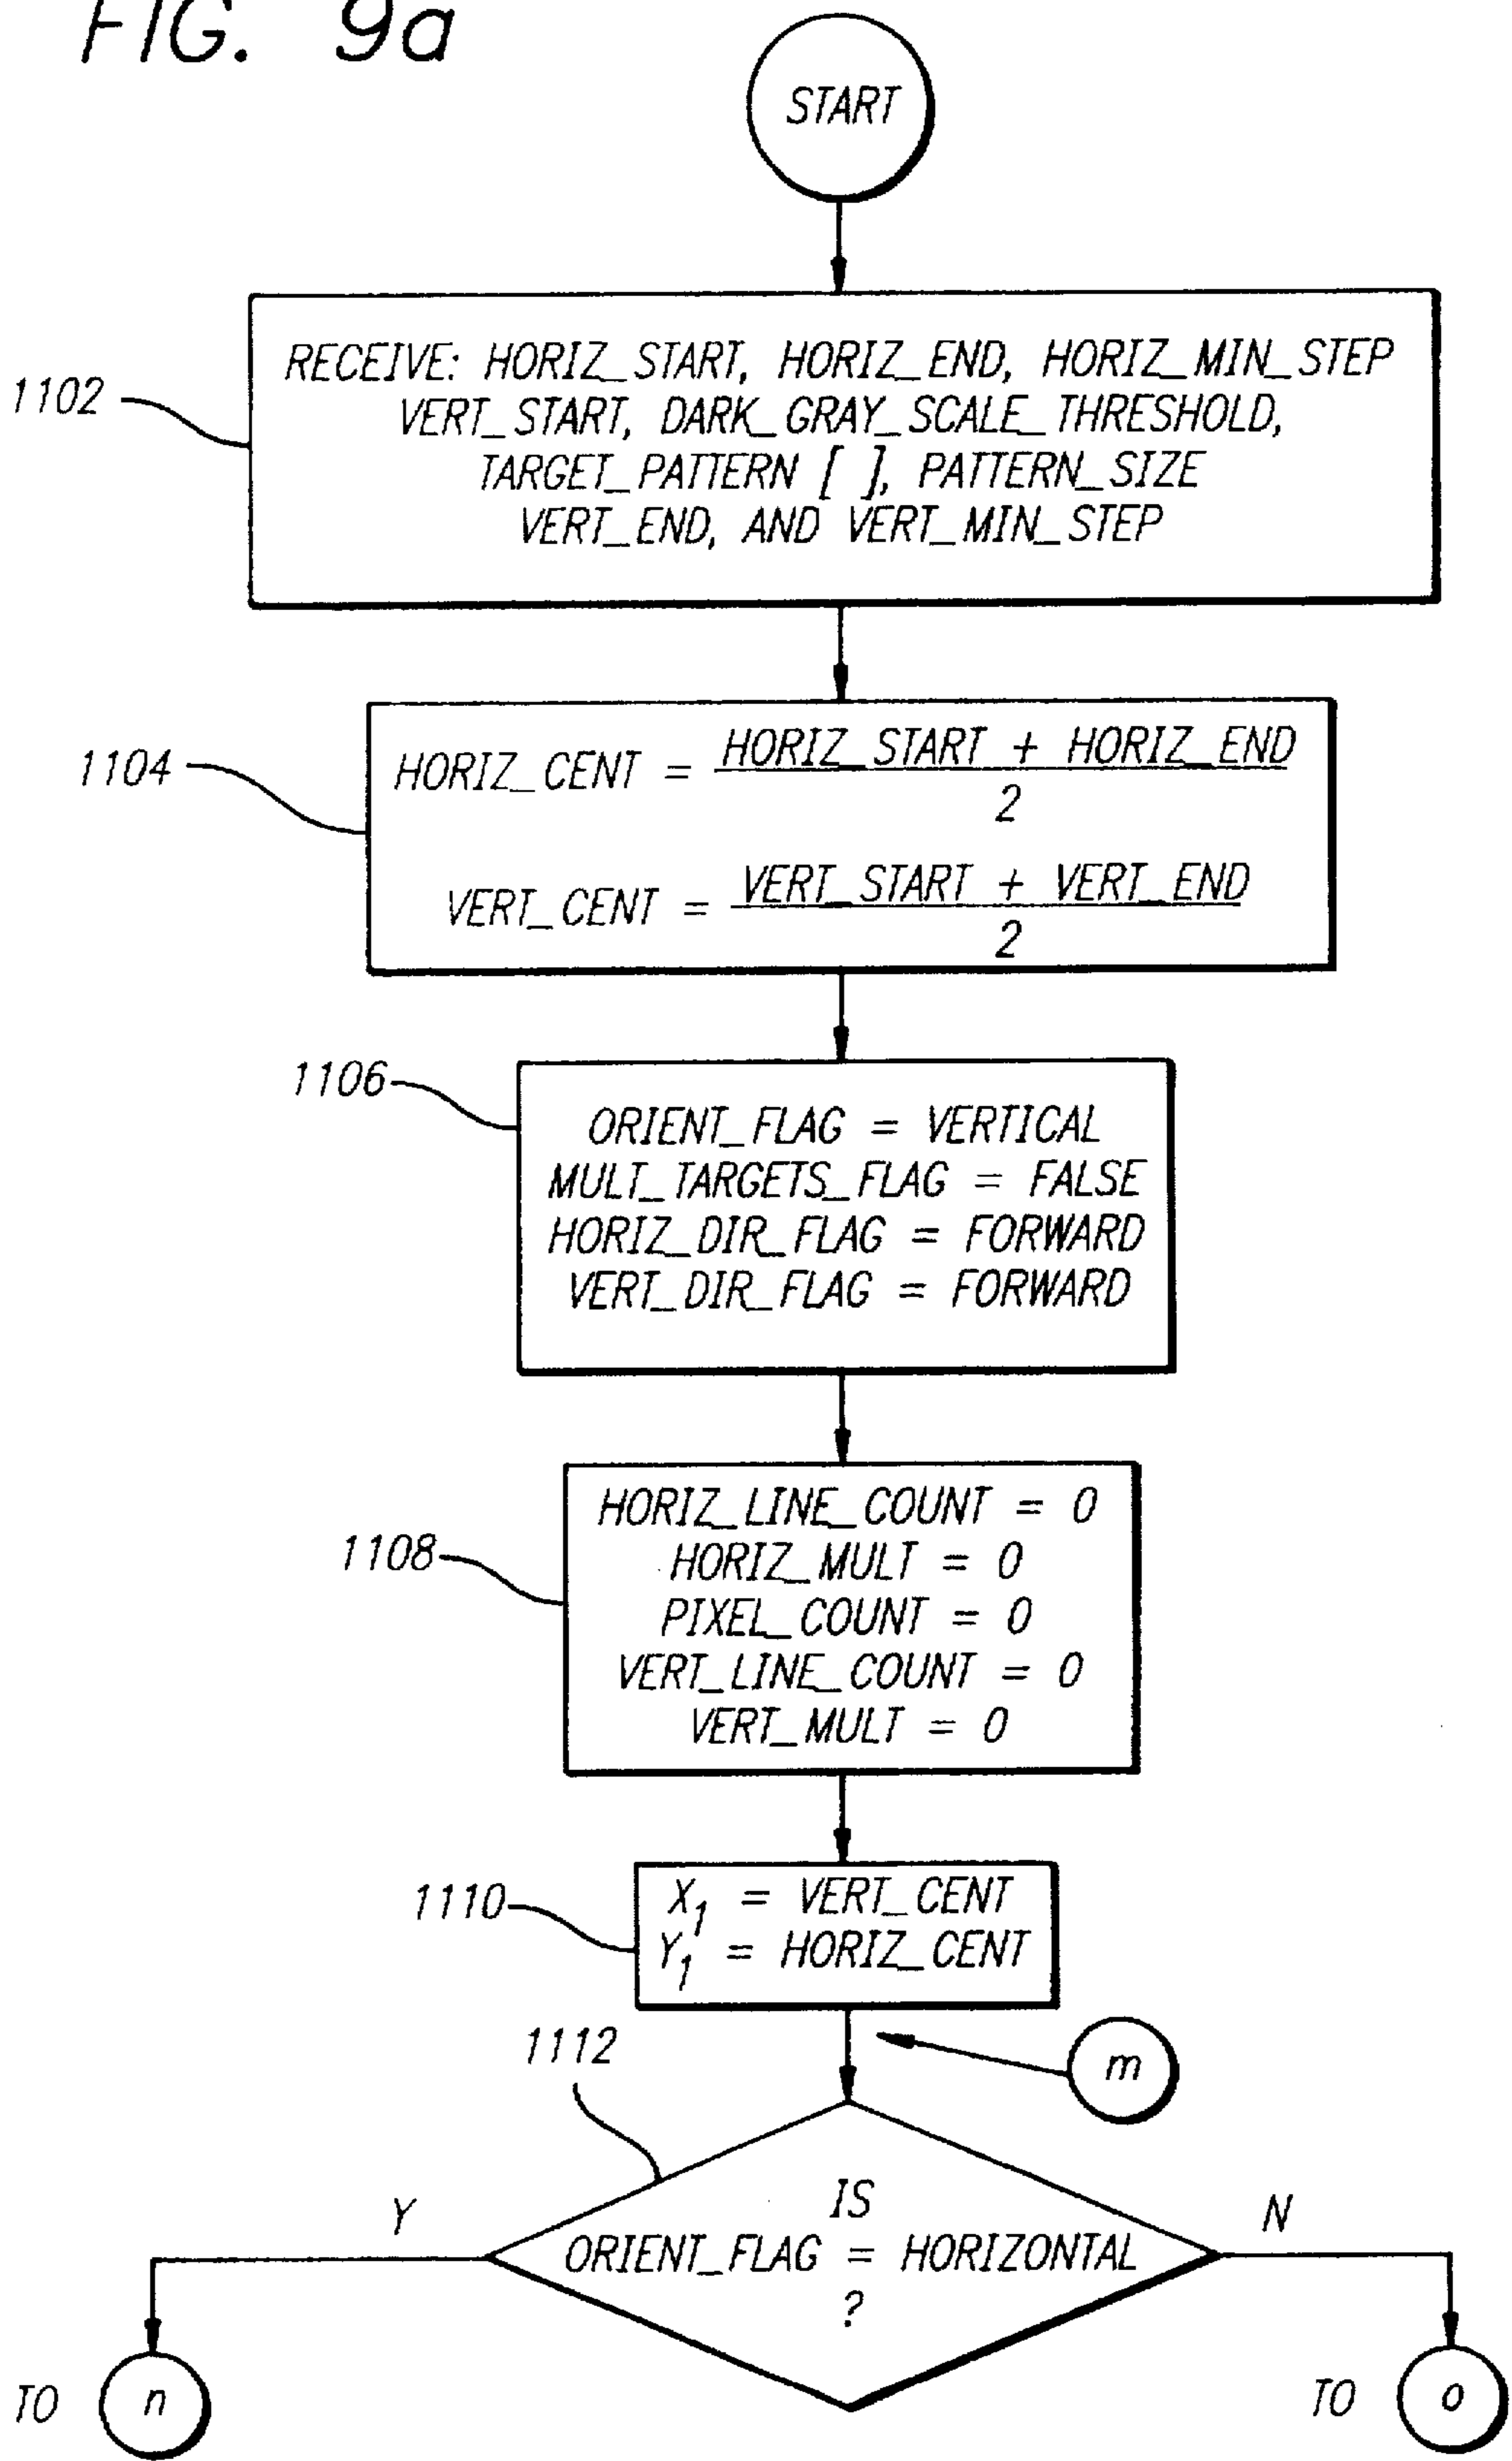 FIG. 9a
START
1102
RECEIVE: HORIZ_START, HORIZ_END, HORIZ_MIN_STEP
VERT_START, DARK_GRAY_SCALE_THRESHOLD,
TARGET_PATTERN [ ], PATTERN_SIZE
VERT_END, AND VERT_MIN_STEP
1104
HORIZ_CENT = HORIZ_START + HORIZ_END
2
VERT_CENT = VERT_START + VERT_END
2
1106
ORIENT_FLAG = VERTICAL
MULT_TARGETS_FLAG = FALSE
HORIZ_DIR_FLAG = FORWARD
VERT_DIR_FLAG = FORWARD
1108
HORIZ_LINE_COUNT = 0
HORIZ_MULT = 0
PIXEL_COUNT = 0
VERT_LINE_COUNT = 0
VERT_MULT = 0
1110
X1 = VERT_CENT
Y1 = HORIZ_CENT
1112
m
IS
ORIENT_FLAG = HORIZONTAL
?
Y
N
TO n
TO o